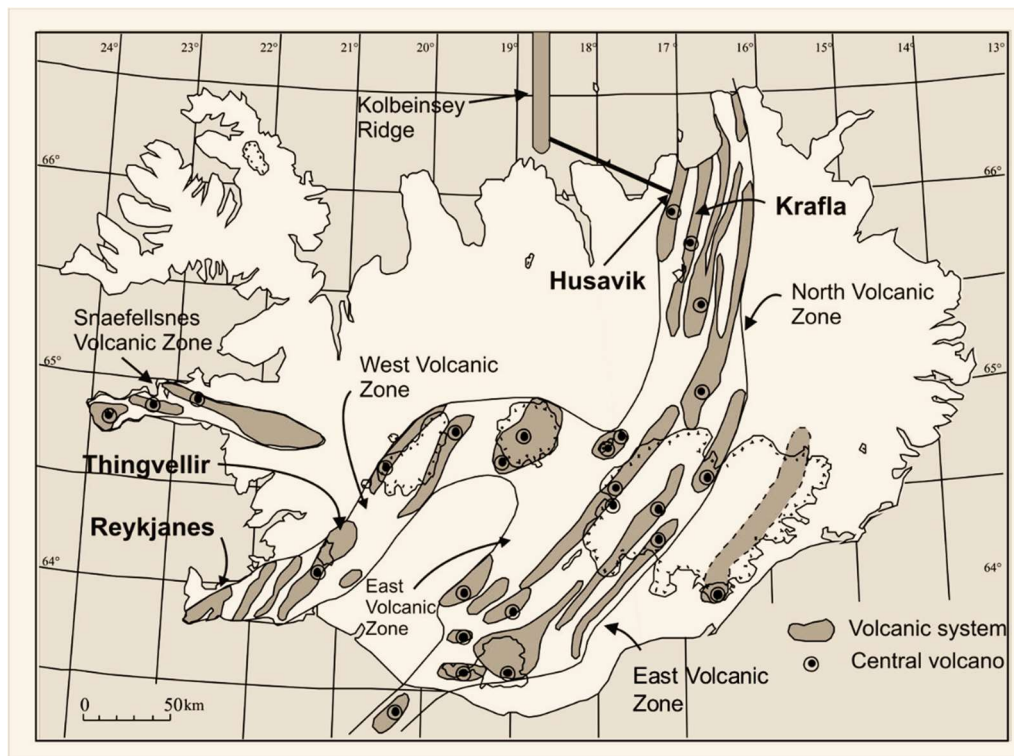 24°
23°
22°
21°
20°
19°
18°
17°
16°
15°
14°
13°
Kolbeinsey
Ridge
66°
66°
Krafla
Husavik
North Volcanic
Zone
Snaefellsnes
Volcanic Zone
65°
65°
West Volcanic
Zone
Thingvellir
Reykjanes
64°
64°
East
Volcanic
Zone
Volcanic system
Central volcano
East Volcanic
Zone
0 50km